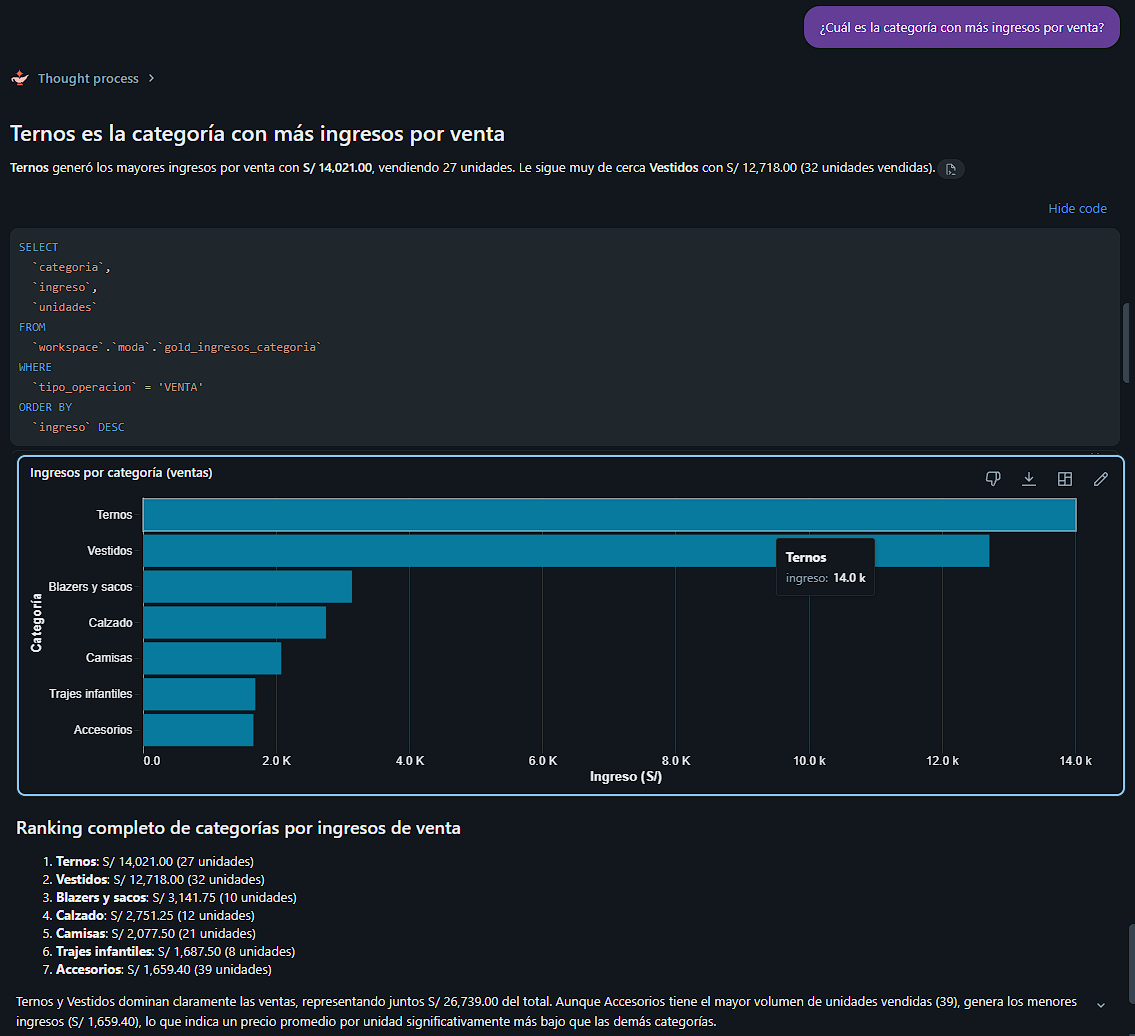 ¿Cuál es la categoría con más ingresos por venta?
Thought process
Ternos es la categoría con más ingresos por venta
Ternos generó los mayores ingresos por venta con S/ 14,021.00, vendiendo 27 unidades. Le sigue muy de cerca Vestidos con S/ 12,718.00 (32 unidades vendidas).
Hide code
SELECT
`categoria`,
`ingreso`,
`unidades`
FROM
`workspace`.`moda`.`gold_ingresos_categoria`
WHERE
`tipo_operacion` = 'VENTA'
ORDER BY
`ingreso` DESC
Ingresos por categoría (ventas)
Categoría
Ternos
Vestidos
Blazers y sacos
Calzado
Camisas
Trajes infantiles
Accesorios
Ternos
ingreso: 14.0 k
0.0 2.0 K 4.0 K 6.0 K 8.0 K 10.0 k 12.0 k 14.0 k
Ingreso (S/)
Ranking completo de categorías por ingresos de venta
1. Ternos: S/ 14,021.00 (27 unidades)
2. Vestidos: S/ 12,718.00 (32 unidades)
3. Blazers y sacos: S/ 3,141.75 (10 unidades)
4. Calzado: S/ 2,751.25 (12 unidades)
5. Camisas: S/ 2,077.50 (21 unidades)
6. Trajes infantiles: S/ 1,687.50 (8 unidades)
7. Accesorios: S/ 1,659.40 (39 unidades)
Ternos y Vestidos dominan claramente las ventas, representando juntos S/ 26,739.00 del total. Aunque Accesorios tiene el mayor volumen de unidades vendidas (39), genera los menores
ingresos (S/ 1,659.40), lo que indica un precio promedio por unidad significativamente más bajo que las demás categorías.